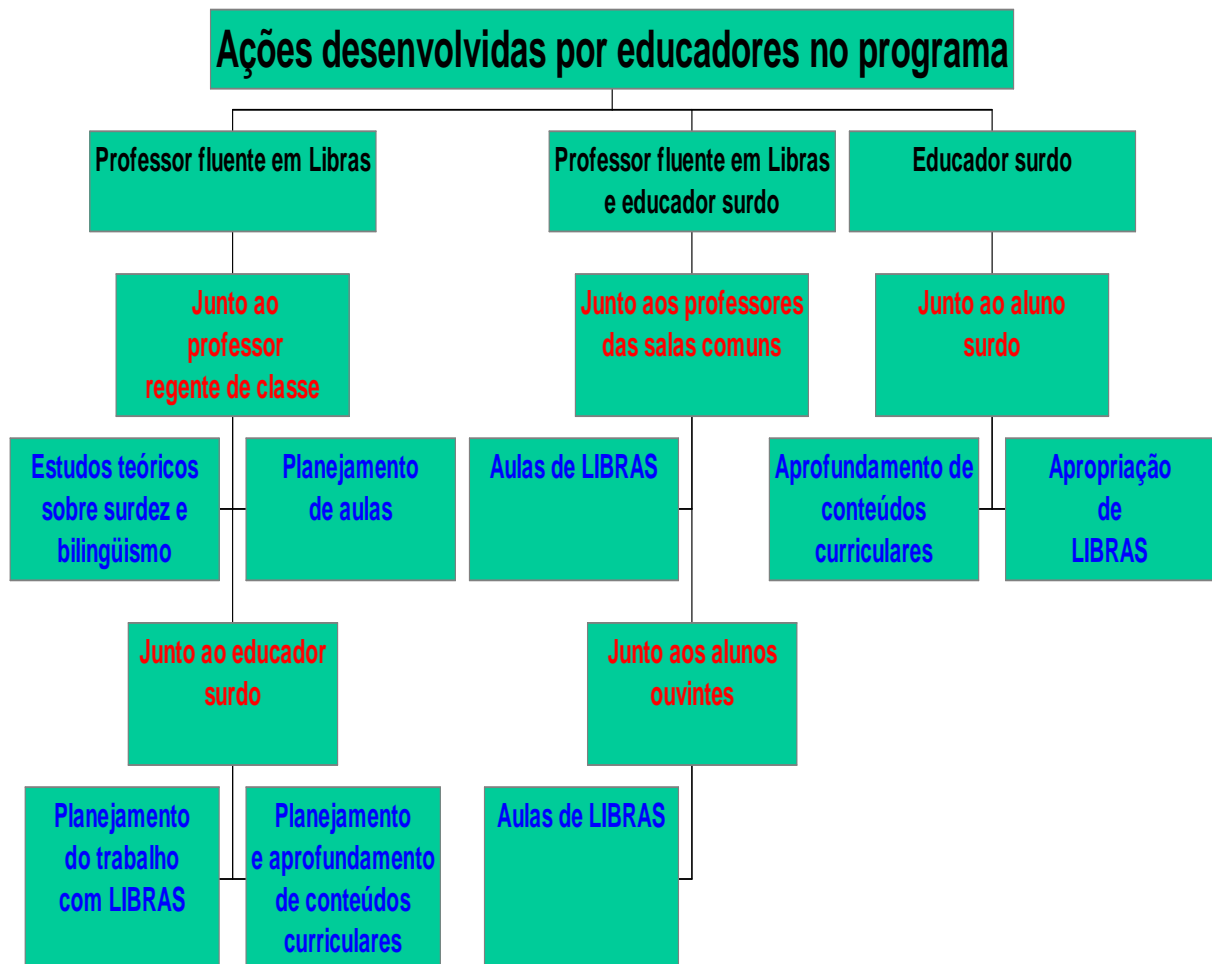 Ações desenvolvidas por educadores no programa
Professor fluente em Libras
Professor fluente em Libras
e educador surdo
Educador surdo
Junto ao
professor
regente de classe
Junto aos professores
das salas comuns
Junto ao aluno
surdo
Estudos teóricos
sobre surdez e
bilingüismo
Planejamento
de aulas
Aulas de LIBRAS
Aprofundamento de
conteúdos
curriculares
Apropriação
de
LIBRAS
Junto ao educador
surdo
Junto aos alunos
ouvintes
Planejamento
do trabalho
com LIBRAS
Planejamento
e aprofundamento
de conteúdos
curriculares
Aulas de LIBRAS